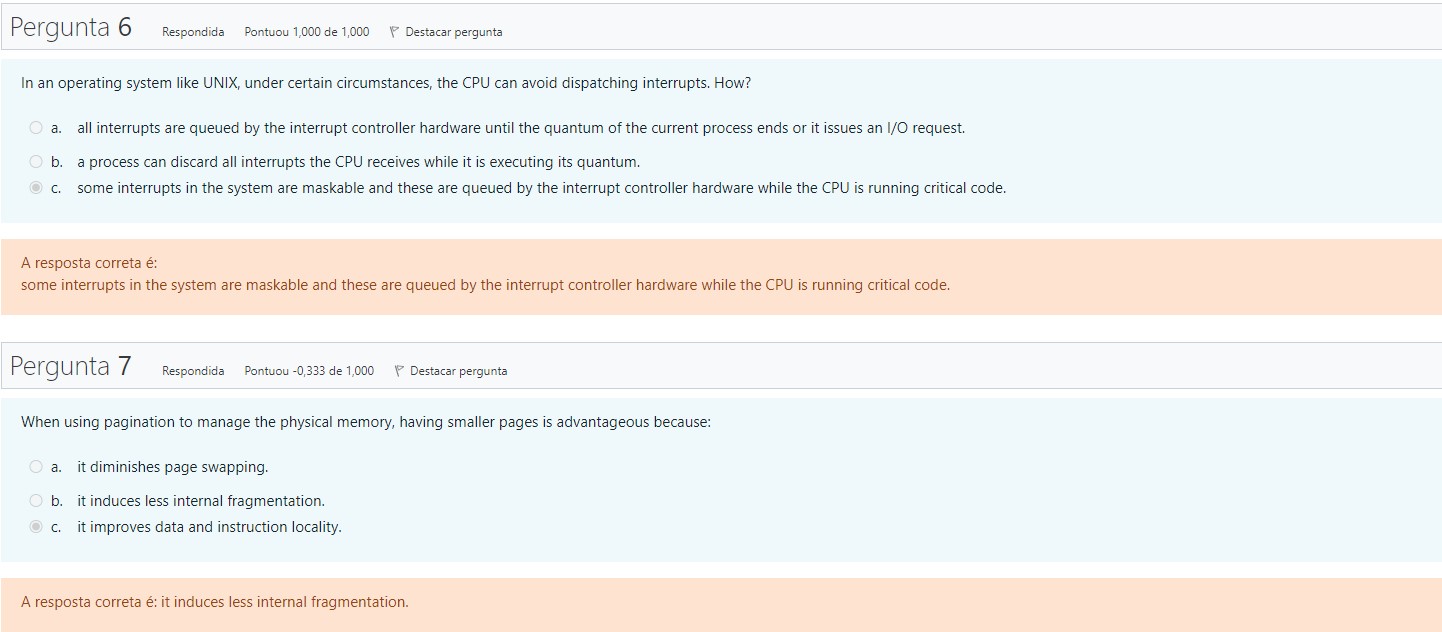 Pergunta 6 Respondida Pontuou 1,000 de 1,000 Destacar pergunta
In an operating system like UNIX, under certain circumstances, the CPU can avoid dispatching interrupts. How?
a. all interrupts are queued by the interrupt controller hardware until the quantum of the current process ends or it issues an I/O request.
b. a process can discard all interrupts the CPU receives while it is executing its quantum.
c. some interrupts in the system are maskable and these are queued by the interrupt controller hardware while the CPU is running critical code.
A resposta correta é:
some interrupts in the system are maskable and these are queued by the interrupt controller hardware while the CPU is running critical code.
Pergunta 7 Respondida Pontuou -0,333 de 1,000 Destacar pergunta
When using pagination to manage the physical memory, having smaller pages is advantageous because:
a. it diminishes page swapping.
b. it induces less internal fragmentation.
c. it improves data and instruction locality.
A resposta correta é: it induces less internal fragmentation.